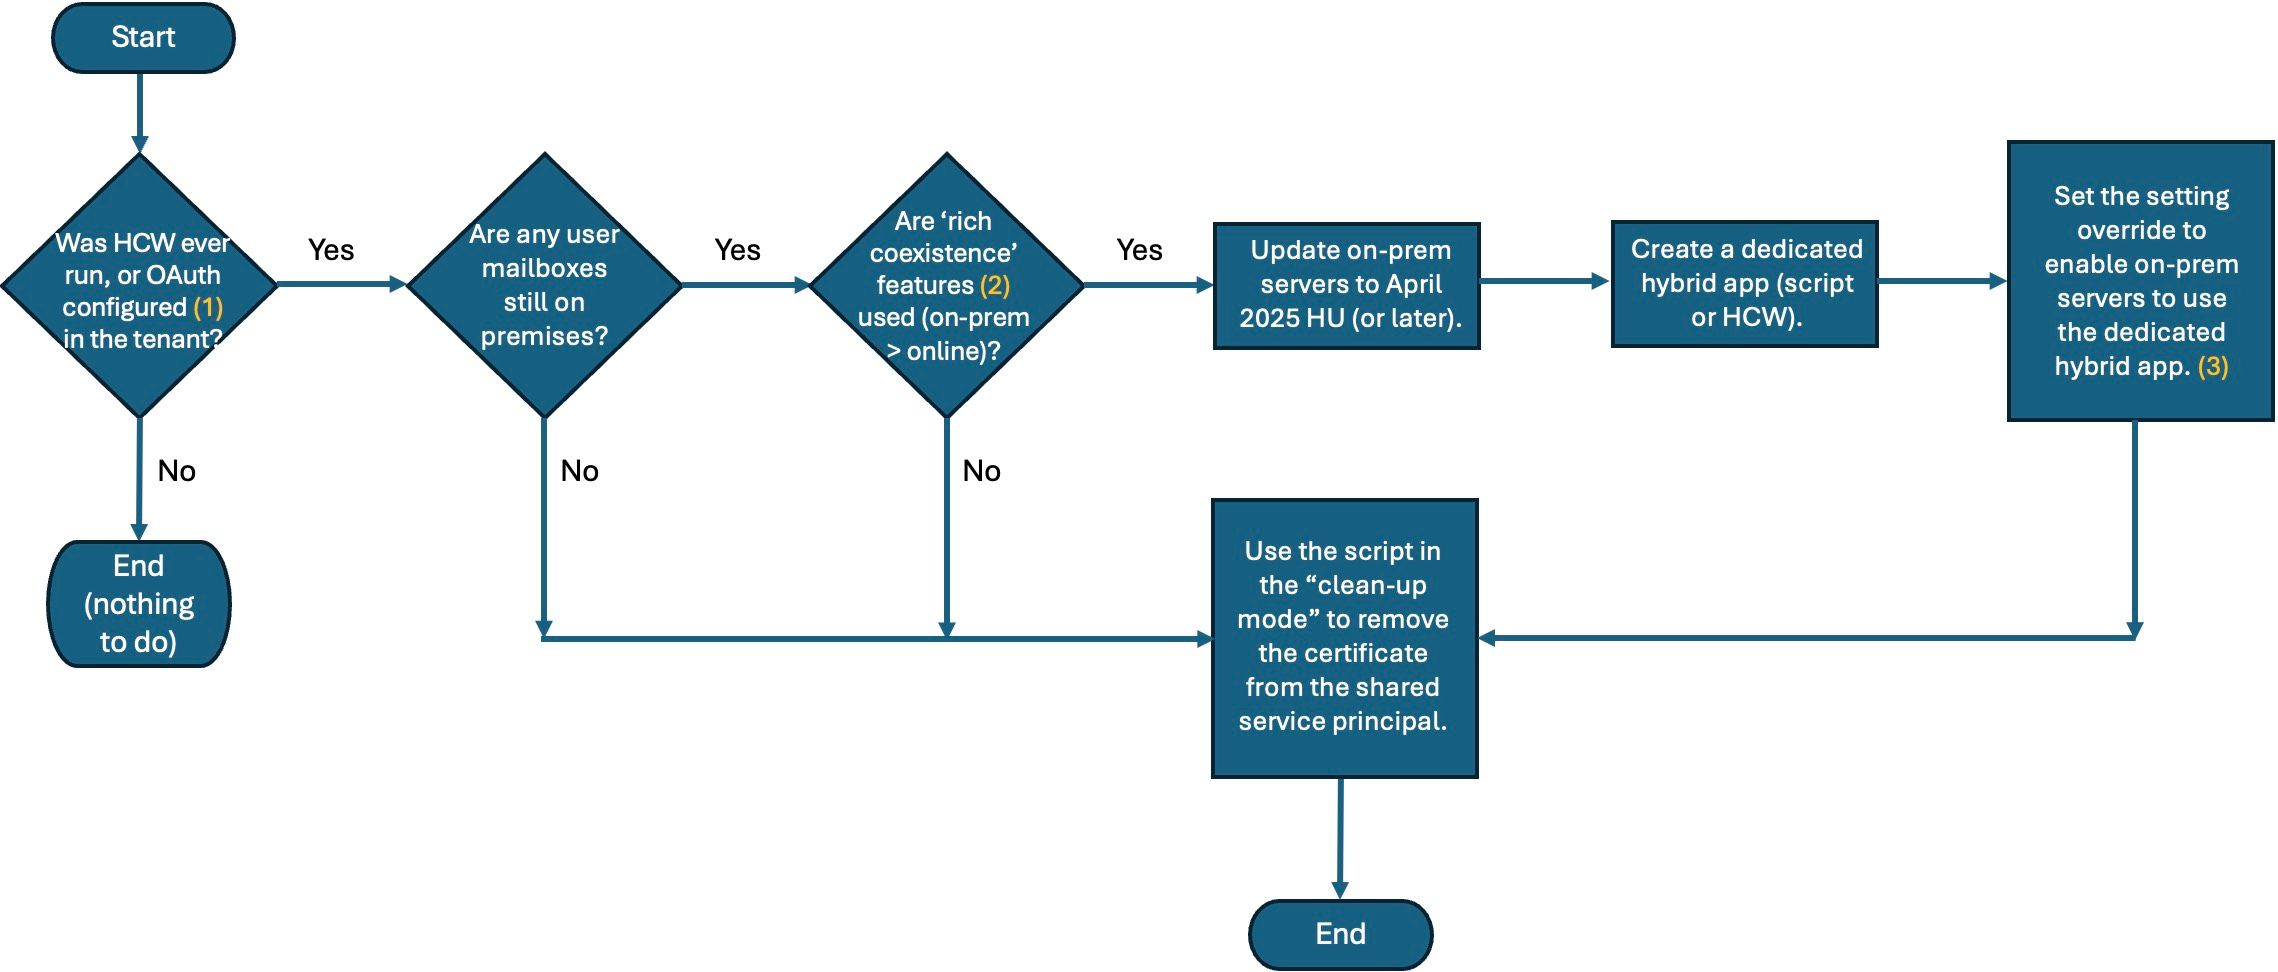 Start
Was HCW ever
run, or OAuth
configured (1)
in the tenant?
Yes
No
End
(nothing
to do)
Are any user
mailboxes
still on
premises?
Yes
No
Are ‘rich
coexistence’
features (2)
used (on-prem
> online)?
Yes
No
Update on-prem
servers to April
2025 HU (or later).
Create a dedicated
hybrid app (script
or HCW).
Set the setting
override to
enable on-prem
servers to use
the dedicated
hybrid app. (3)
Use the script in
the “clean-up
mode” to remove
the certificate
from the shared
service principal.
End